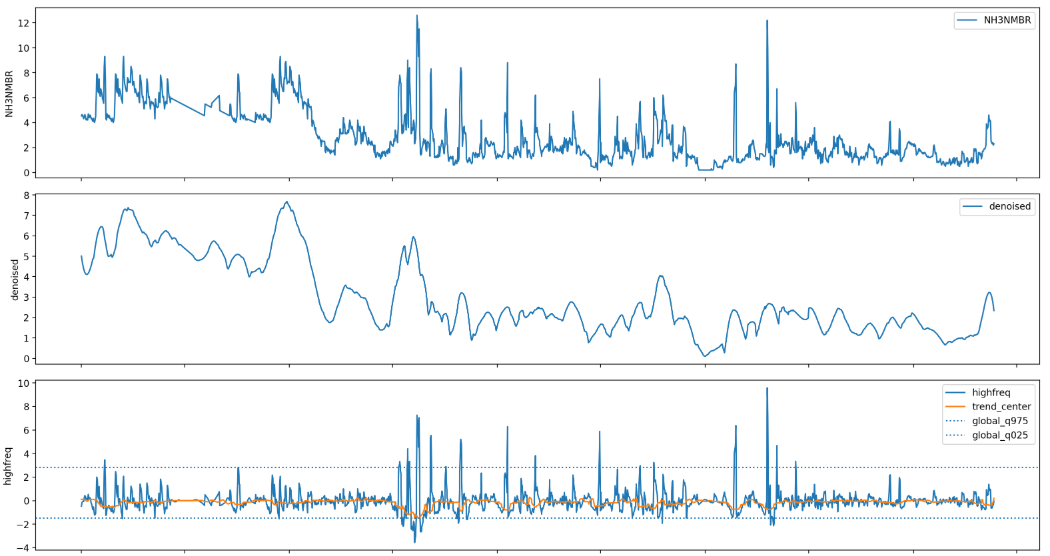 NH3NMBR
12
10
8
6
4
2
0
NH3NMBR
denoised
8
7
6
5
4
3
2
1
0
denoised
10
8
6
4
2
0
−2
−4
highfreq
highfreq
trend_center
global_q975
global_q025